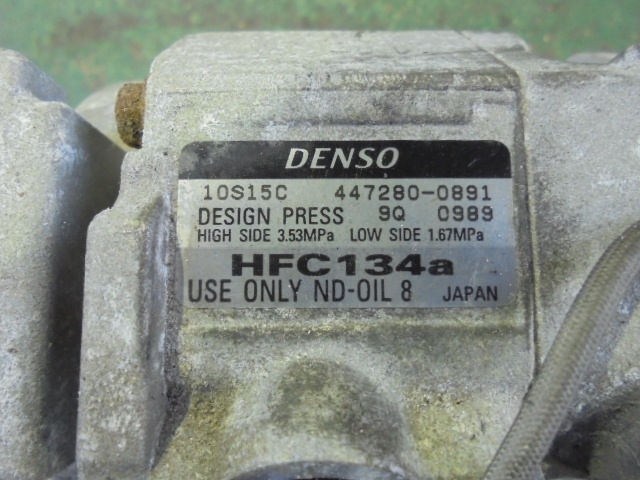 DENSO
10S15C 447280-0891
DESIGN PRESS 9Q 0989
HIGH SIDE 3.53MPa LOW SIDE 1.67MPa
HFC134a
USE ONLY ND-OIL 8 JAPAN